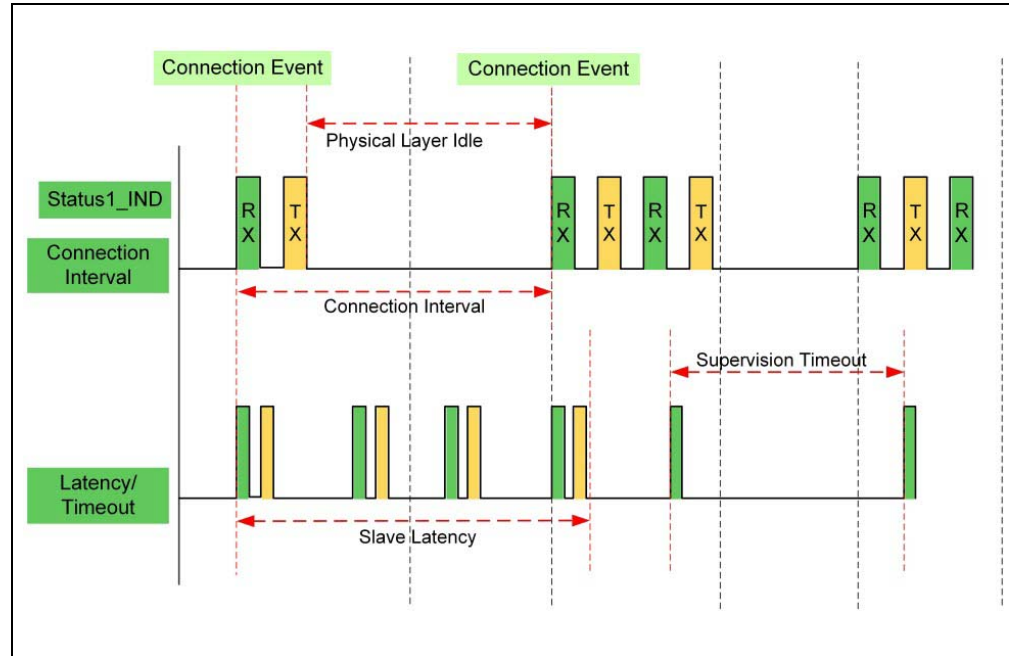 Connection Event
Connection Event
Physical Layer Idle
Status1_IND
R
X
T
X
R
X
T
X
R
X
T
X
R
X
T
X
R
X
Connection
Interval
Connection Interval
Supervision Timeout
Latency/
Timeout
Slave Latency